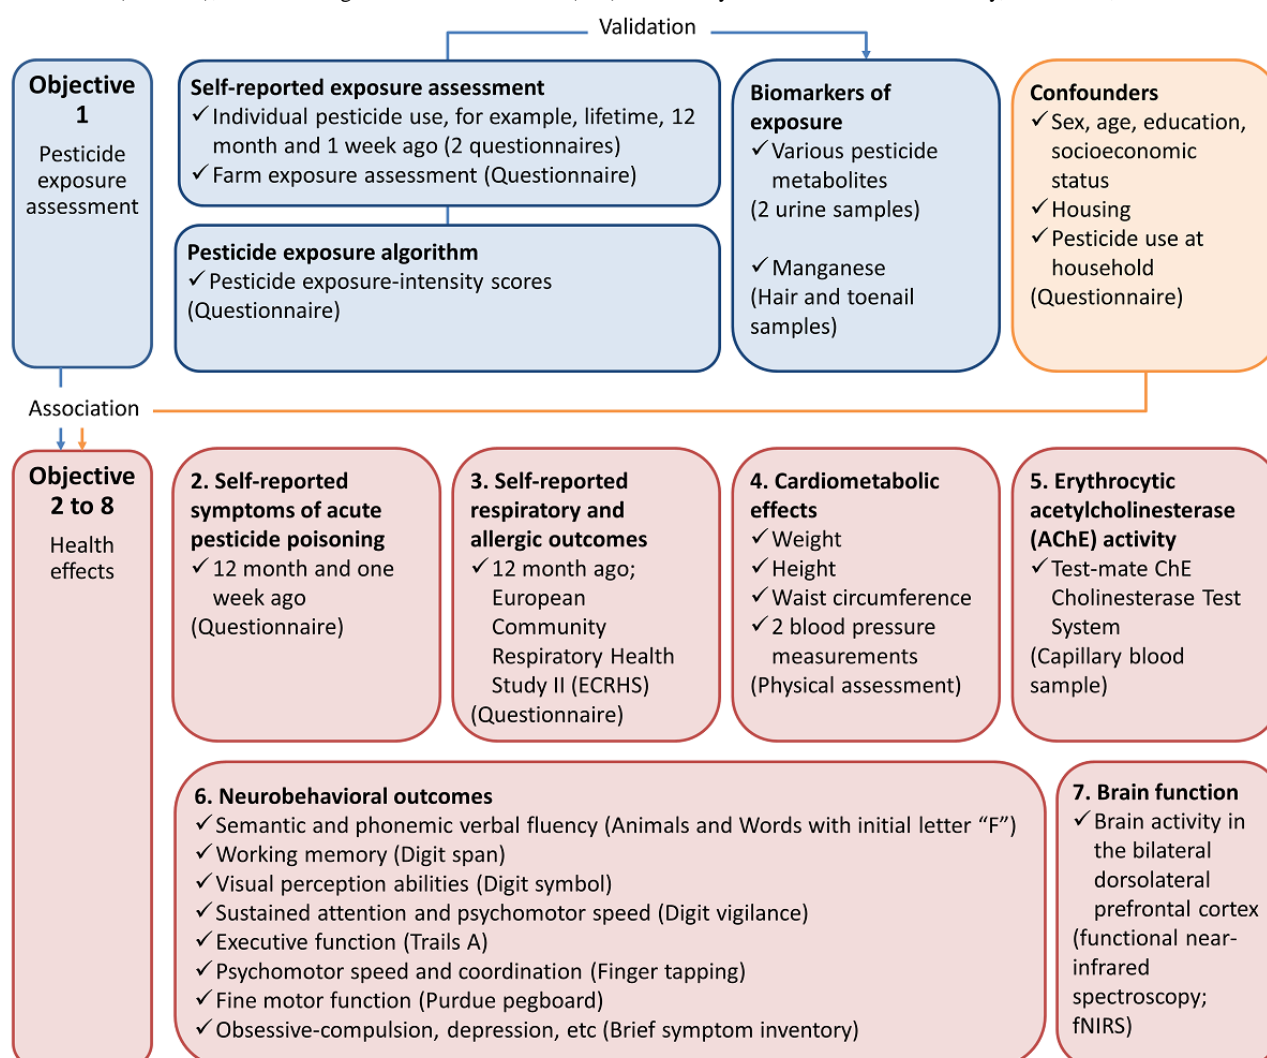 Validation
Objective
1
Pesticide
exposure
assessment
Self-reported exposure assessment
✓ Individual pesticide use, for example, lifetime, 12
month and 1 week ago (2 questionnaires)
✓ Farm exposure assessment (Questionnaire)
Pesticide exposure algorithm
✓ Pesticide exposure-intensity scores
(Questionnaire)
Biomarkers of
exposure
✓ Various pesticide
metabolites
(2 urine samples)
✓ Manganese
(Hair and toenail
samples)
Confounders
✓ Sex, age, education,
socioeconomic
status
✓ Housing
✓ Pesticide use at
household
(Questionnaire)
Association
Objective
2 to 8
Health
effects
2. Self-reported
symptoms of acute
pesticide poisoning
✓ 12 month and one
week ago
(Questionnaire)
3. Self-reported
respiratory and
allergic outcomes
✓ 12 month ago;
European
Community
Respiratory Health
Study II (ECRHS)
(Questionnaire)
4. Cardiometabolic
effects
✓ Weight
✓ Height
✓ Waist circumference
✓ 2 blood pressure
measurements
(Physical assessment)
5. Erythrocytic
acetylcholinesterase
(AChE) activity
✓ Test-mate ChE
Cholinesterase Test
System
(Capillary blood
sample)
6. Neurobehavioral outcomes
✓ Semantic and phonemic verbal fluency (Animals and Words with initial letter “F”)
✓ Working memory (Digit span)
✓ Visual perception abilities (Digit symbol)
✓ Sustained attention and psychomotor speed (Digit vigilance)
✓ Executive function (Trails A)
✓ Psychomotor speed and coordination (Finger tapping)
✓ Fine motor function (Purdue pegboard)
✓ Obsessive-compulsion, depression, etc (Brief symptom inventory)
7. Brain function
✓ Brain activity in
the bilateral
dorsolateral
prefrontal cortex
(functional near-
infrared
spectroscopy;
fNIRS)